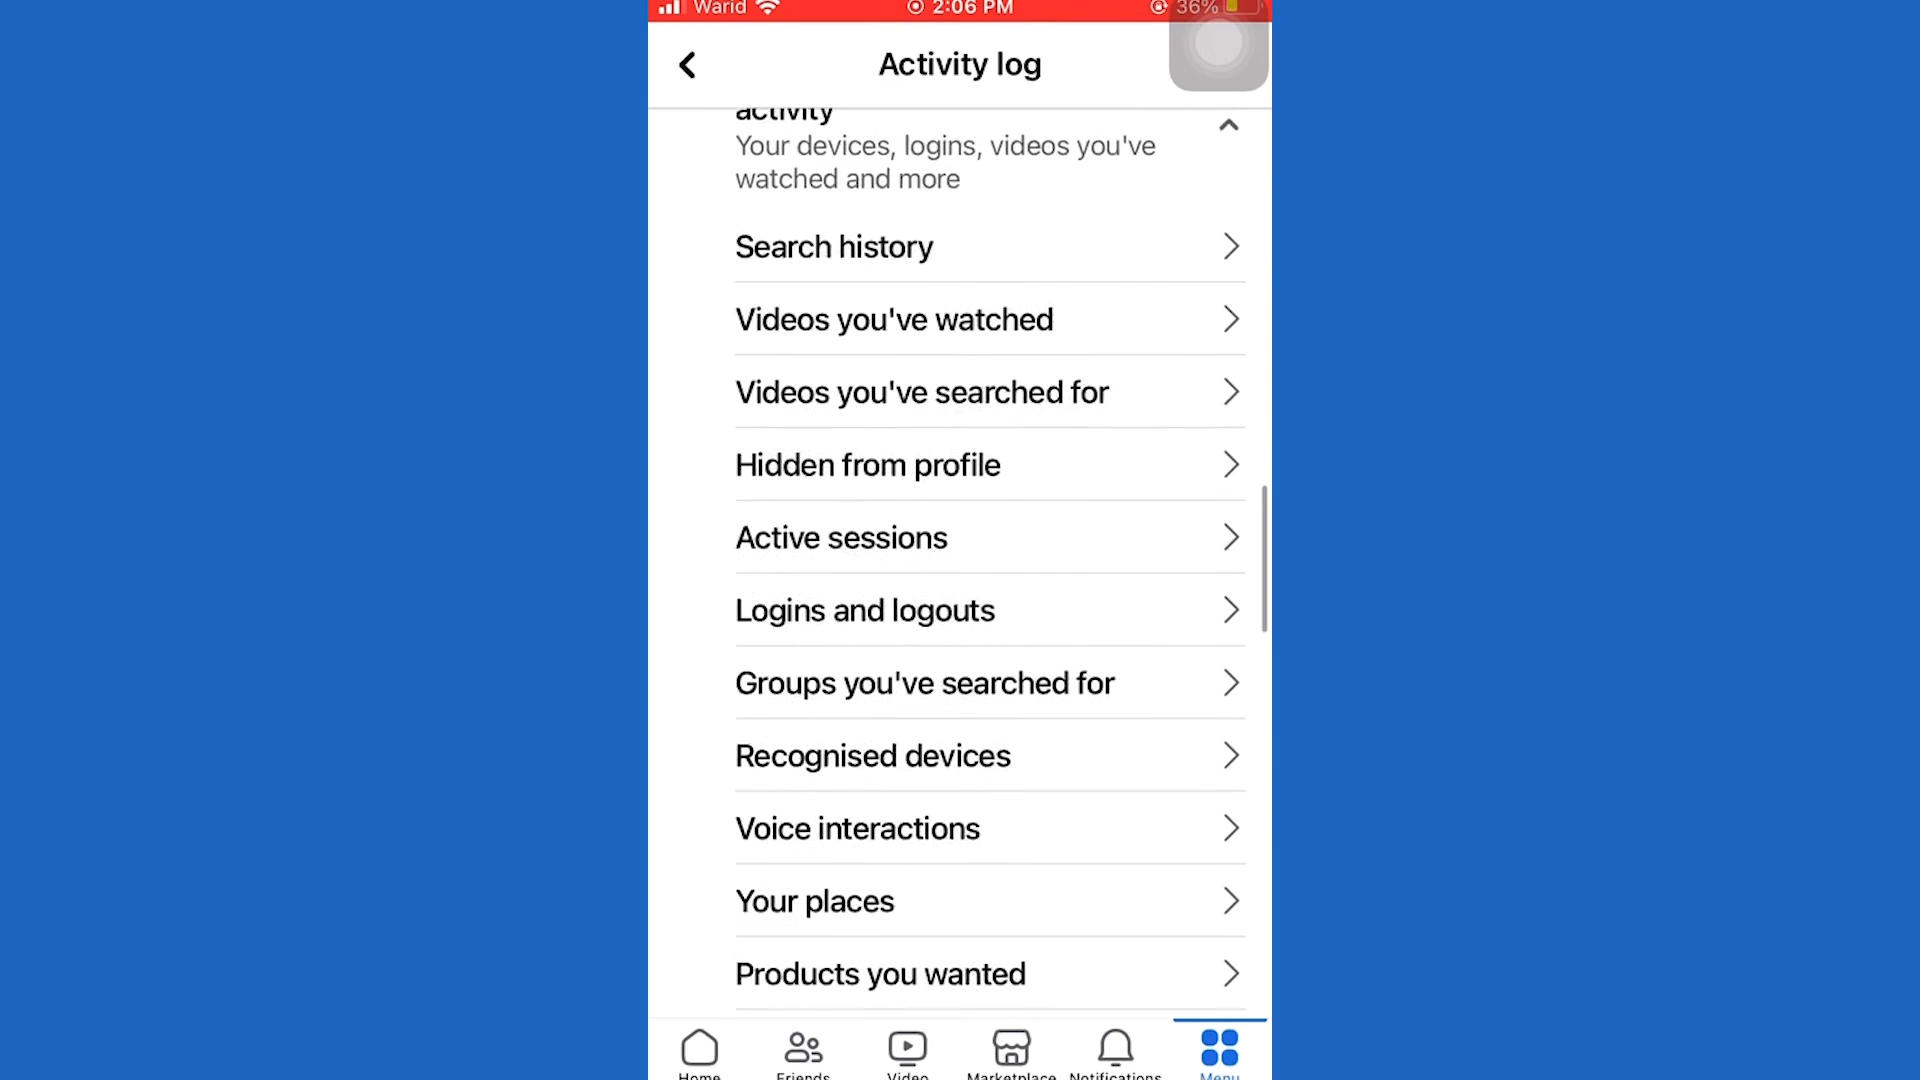 Warid 2:06 PM 36%
Activity log
activity
Your devices, logins, videos you've
watched and more
Search history
Videos you've watched
Videos you've searched for
Hidden from profile
Active sessions
Logins and logouts
Groups you've searched for
Recognised devices
Voice interactions
Your places
Products you wanted
Home Friends Video Marketplace Notifications Menu